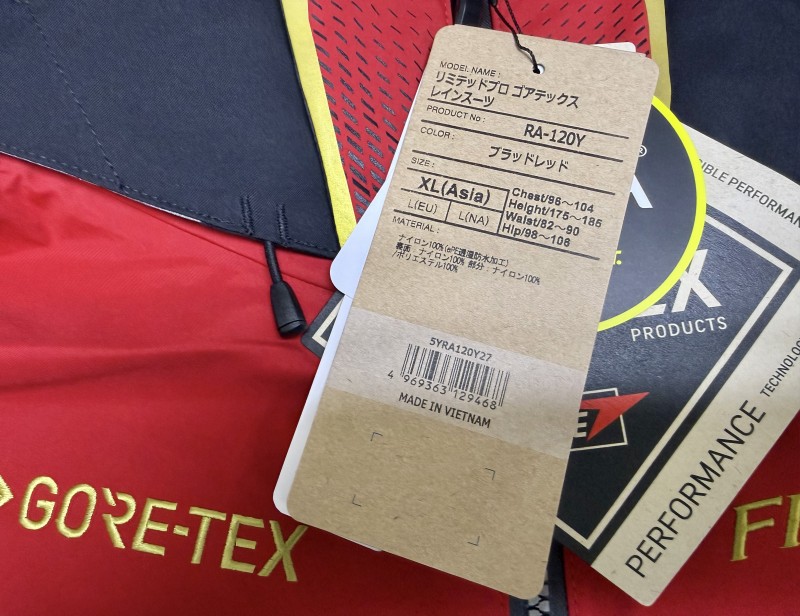 MODEL NAME :
リミテッドプロ ゴアテックス
レインスーツ
PRODUCT No :
RA-120Y
COLOR :
ブラッドレッド
SIZE :
XL(Asia)
L(EU)
L(NA)
Chest/96〜104
Height/175〜185
Waist/82〜90
Hip/98〜106
MATERIAL :
ナイロン100%(ePE透湿防水加工)
裏面 : ナイロン100% 部分 : ナイロン100%
/ポリエステル100%
5YRA120Y27
4 969363 129468
MADE IN VIETNAM
GORE-TEX
PERFORMAN
EX
PRODUCTS
PERFORMANCE
TECHNOLOG